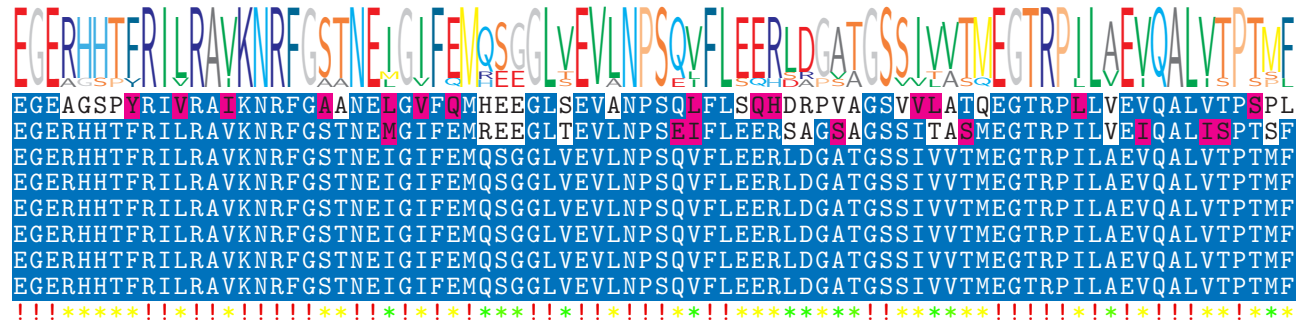 EGERHHTFRILRAVKNRFGSTNEIGIFEMQSGGLVEVLNPSQVFLEERLDGATGSSIVVTMEGTRPILAEVQALVTPTMF
EGEAGSPYRIVRAIKNRFGAANELGVFQMHEEGLSEVANPSQLFLSQHDRPVAGSVVLATQEGTRPLLVEVQALVTPSPL
EGERHHTFRILRAVKNRFGSTNEMGIFEMREEGLTEVLNPSEIFLEERSAGSAGSSITASMEGTRPILVEIQALISPTSF
EGERHHTFRILRAVKNRFGSTNEIGIFEMQSGGLVEVLNPSQVFLEERLDGATGSSIVVTMEGTRPILAEVQALVTPTMF
EGERHHTFRILRAVKNRFGSTNEIGIFEMQSGGLVEVLNPSQVFLEERLDGATGSSIVVTMEGTRPILAEVQALVTPTMF
EGERHHTFRILRAVKNRFGSTNEIGIFEMQSGGLVEVLNPSQVFLEERLDGATGSSIVVTMEGTRPILAEVQALVTPTMF
EGERHHTFRILRAVKNRFGSTNEIGIFEMQSGGLVEVLNPSQVFLEERLDGATGSSIVVTMEGTRPILAEVQALVTPTMF
EGERHHTFRILRAVKNRFGSTNEIGIFEMQSGGLVEVLNPSQVFLEERLDGATGSSIVVTMEGTRPILAEVQALVTPTMF
EGERHHTFRILRAVKNRFGSTNEIGIFEMQSGGLVEVLNPSQVFLEERLDGATGSSIVVTMEGTRPILAEVQALVTPTMF
!!!*****!!*!!*!!!!!**!!*!*!*!***!!*!!*!!!**!!********!!******!!!!!*!*!*!!!**!***